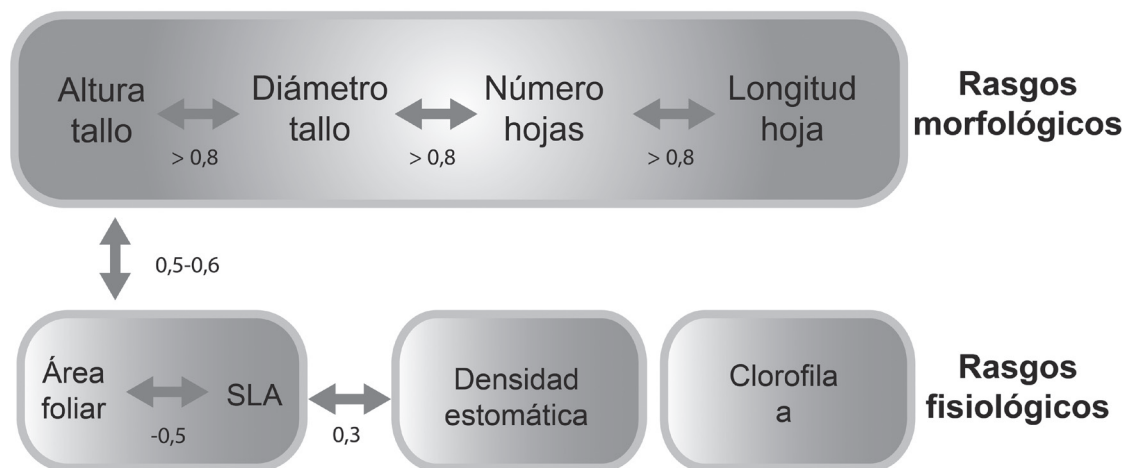 Altura
tallo
Diámetro
tallo
Número
hojas
Longitud
hoja
> 0,8
> 0,8
> 0,8
Rasgos
morfológicos
0,5-0,6
Área
foliar
-0,5
SLA
0,3
Densidad
estomática
Clorofila
a
Rasgos
fisiológicos